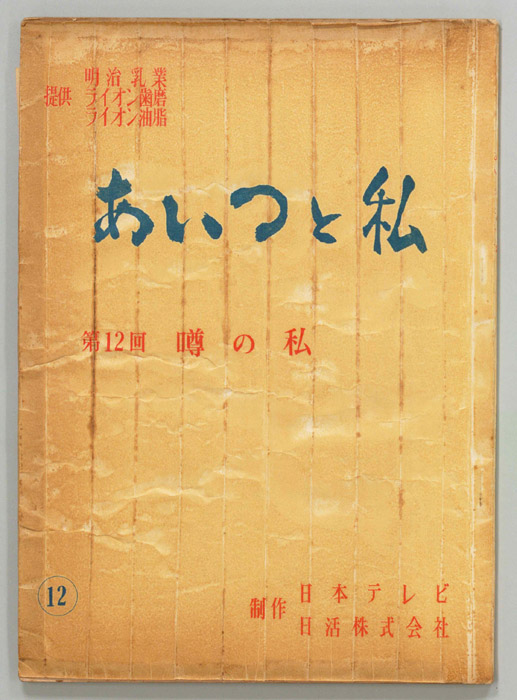 明治乳業
提供 ライオン歯磨
ライオン油脂
あいつと私
第12回 噂の私
12
制作 日本テレビ
日活株式会社